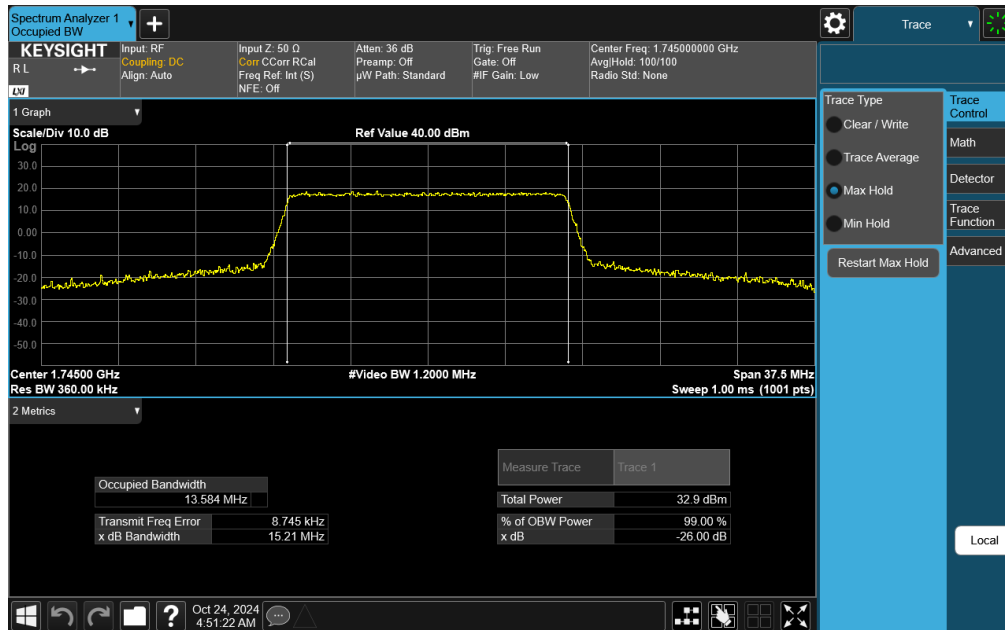 Spectrum Analyzer 1
Occupied BW
Trace
KEYSIGHT
R L
LXI
Input: RF
Coupling: DC
Align: Auto
Input Z: 50 Ω
Corr CCorr RCal
Freq Ref: Int (S)
NFE: Off
Atten: 36 dB
Preamp: Off
µW Path: Standard
Trig: Free Run
Gate: Off
#IF Gain: Low
Center Freq: 1.745000000 GHz
Avg|Hold: 100/100
Radio Std: None
1 Graph
Scale/Div 10.0 dB
Ref Value 40.00 dBm
Log
30.0
20.0
10.0
0.00
-10.0
-20.0
-30.0
-40.0
-50.0
Center 1.74500 GHz
#Video BW 1.2000 MHz
Span 37.5 MHz
Res BW 360.00 kHz
Sweep 1.00 ms (1001 pts)
2 Metrics
Measure Trace
Trace 1
Occupied Bandwidth
13.584 MHz
Total Power
32.9 dBm
Transmit Freq Error
8.745 kHz
% of OBW Power
99.00 %
x dB Bandwidth
15.21 MHz
x dB
-26.00 dB
Trace Type
Clear / Write
Trace Average
Max Hold
Min Hold
Restart Max Hold
Trace
Control
Math
Detector
Trace
Function
Advanced
Local
?
Oct 24, 2024
4:51:22 AM